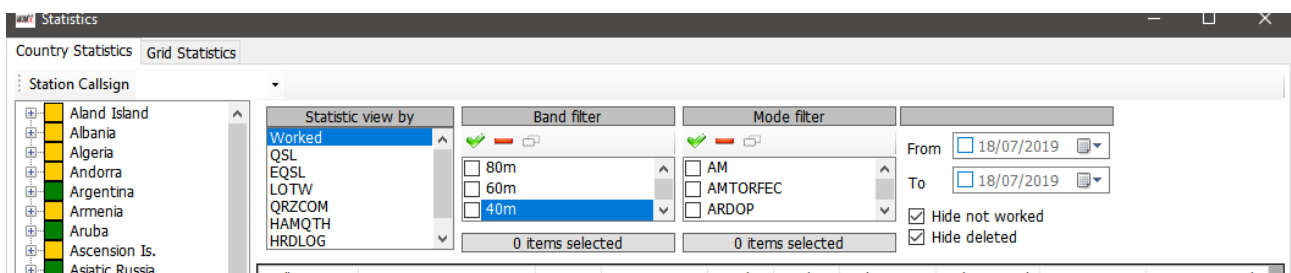 Statistics
Country Statistics Grid Statistics
Station Callsign
Aland Island
Albania
Algeria
Andorra
Argentina
Armenia
Aruba
Ascension Is.
Asiatic Russia
Statistic view by
Worked
QSL
EQSL
LOTW
QRZCOM
HAMQTH
HRDLOG
Band filter
80m
60m
40m
0 items selected
Mode filter
AM
AMTORFEC
ARDOP
0 items selected
From 18/07/2019
To 18/07/2019
Hide not worked
Hide deleted